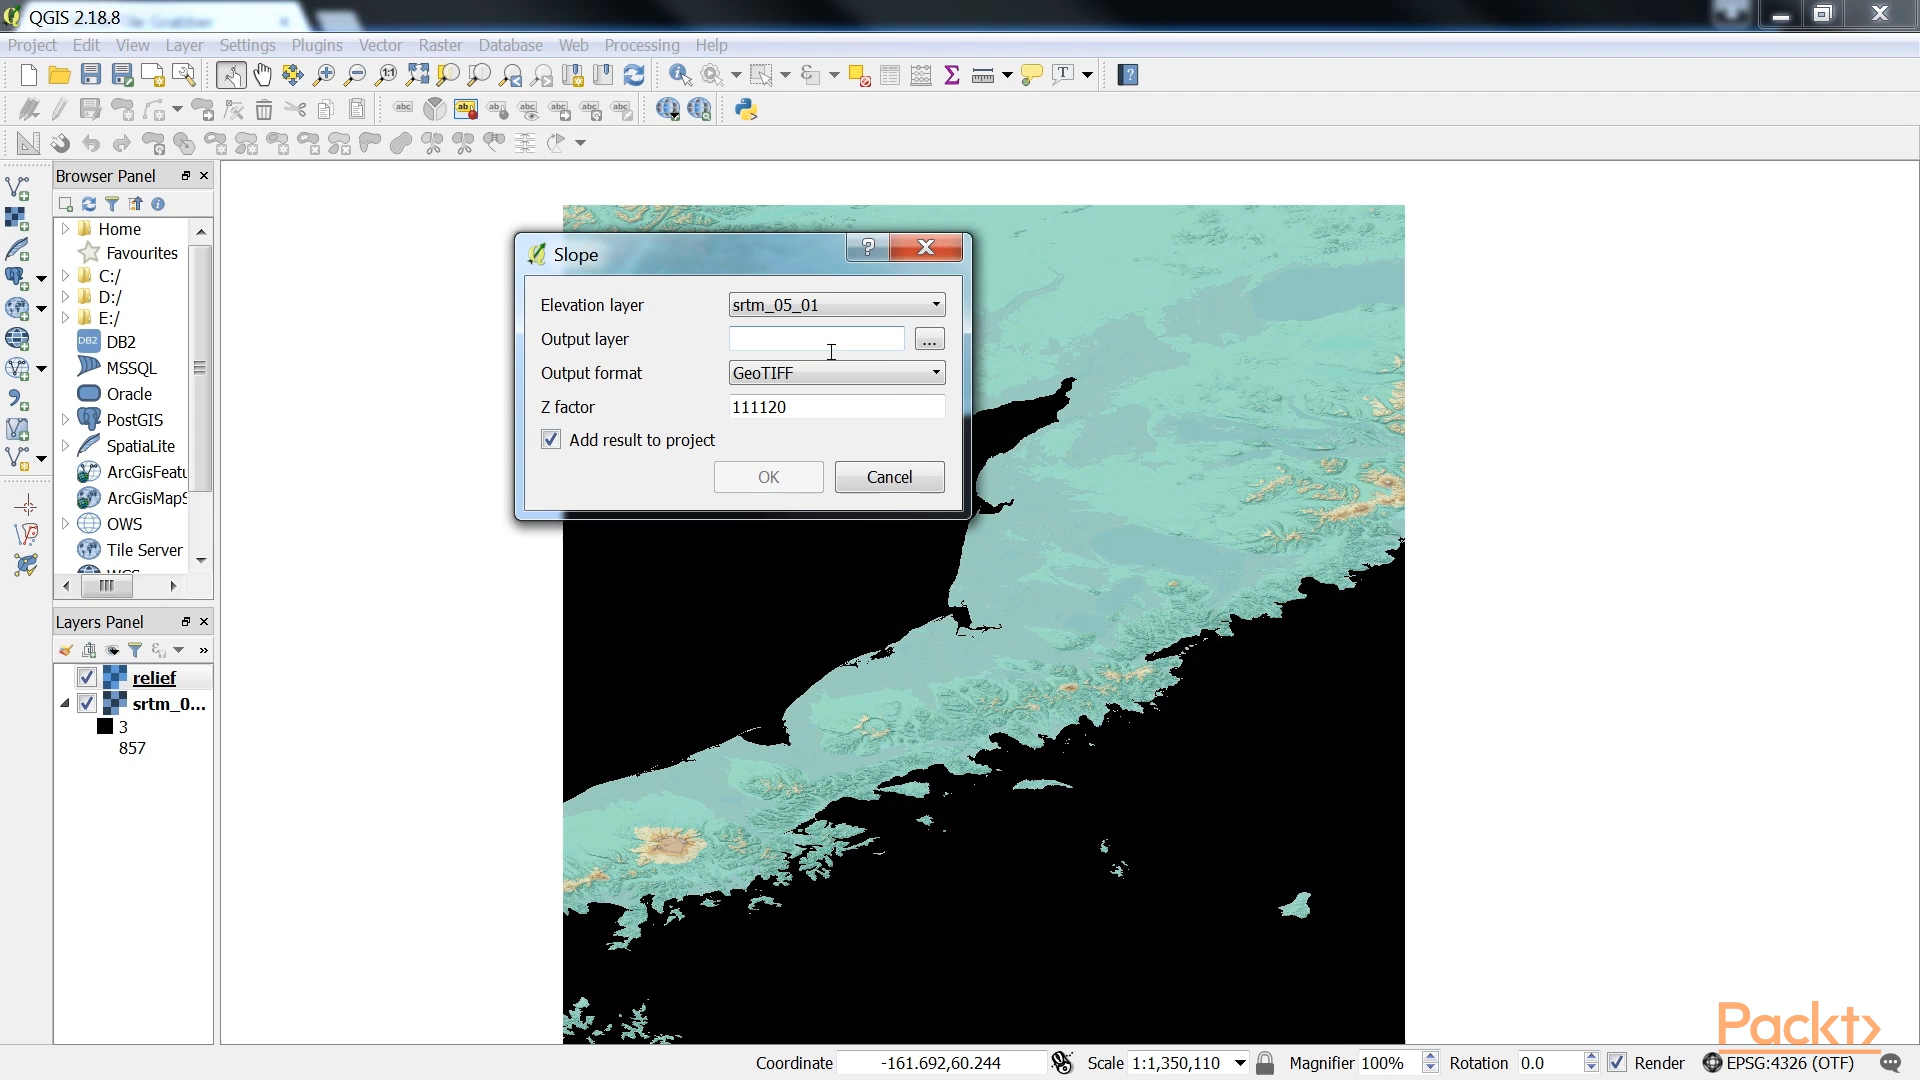 QGIS 2.18.8
Project Edit View Layer Settings Plugins Vector Raster Database Web Processing Help
Browser Panel
Home
Favourites
C:/
D:/
E:/
DB2
MSSQL
Oracle
PostGIS
SpatiaLite
ArcGisFeatu
ArcGisMapS
OWS
Tile Server
Layers Panel
relief
srtm_0...
3
857
Slope
Elevation layer srtm_05_01
Output layer ...
Output format GeoTIFF
Z factor 111120
Add result to project
OK Cancel
Packt
Coordinate -161.692,60.244 Scale 1:1,350,110 Magnifier 100% Rotation 0.0 Render EPSG:4326 (OTF)